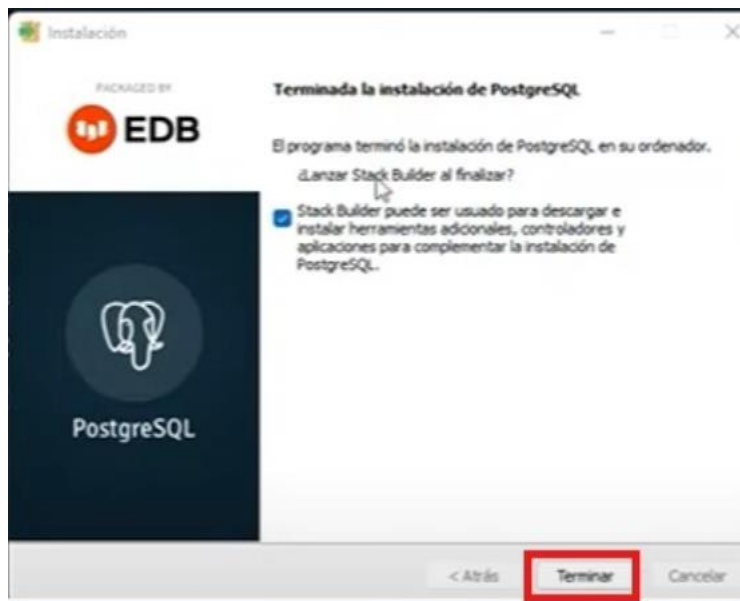 Instalación
PACKAGED BY
EDB
Terminada la instalación de PostgreSQL
El programa terminó la instalación de PostgreSQL en su ordenador.
¿Lanzar Stack Builder al finalizar?
Stack Builder puede ser usado para descargar e
instalar herramientas adicionales, controladores y
aplicaciones para complementar la instalación de
PostgreSQL.
PostgreSQL
< Atrás
Terminar
Cancelar